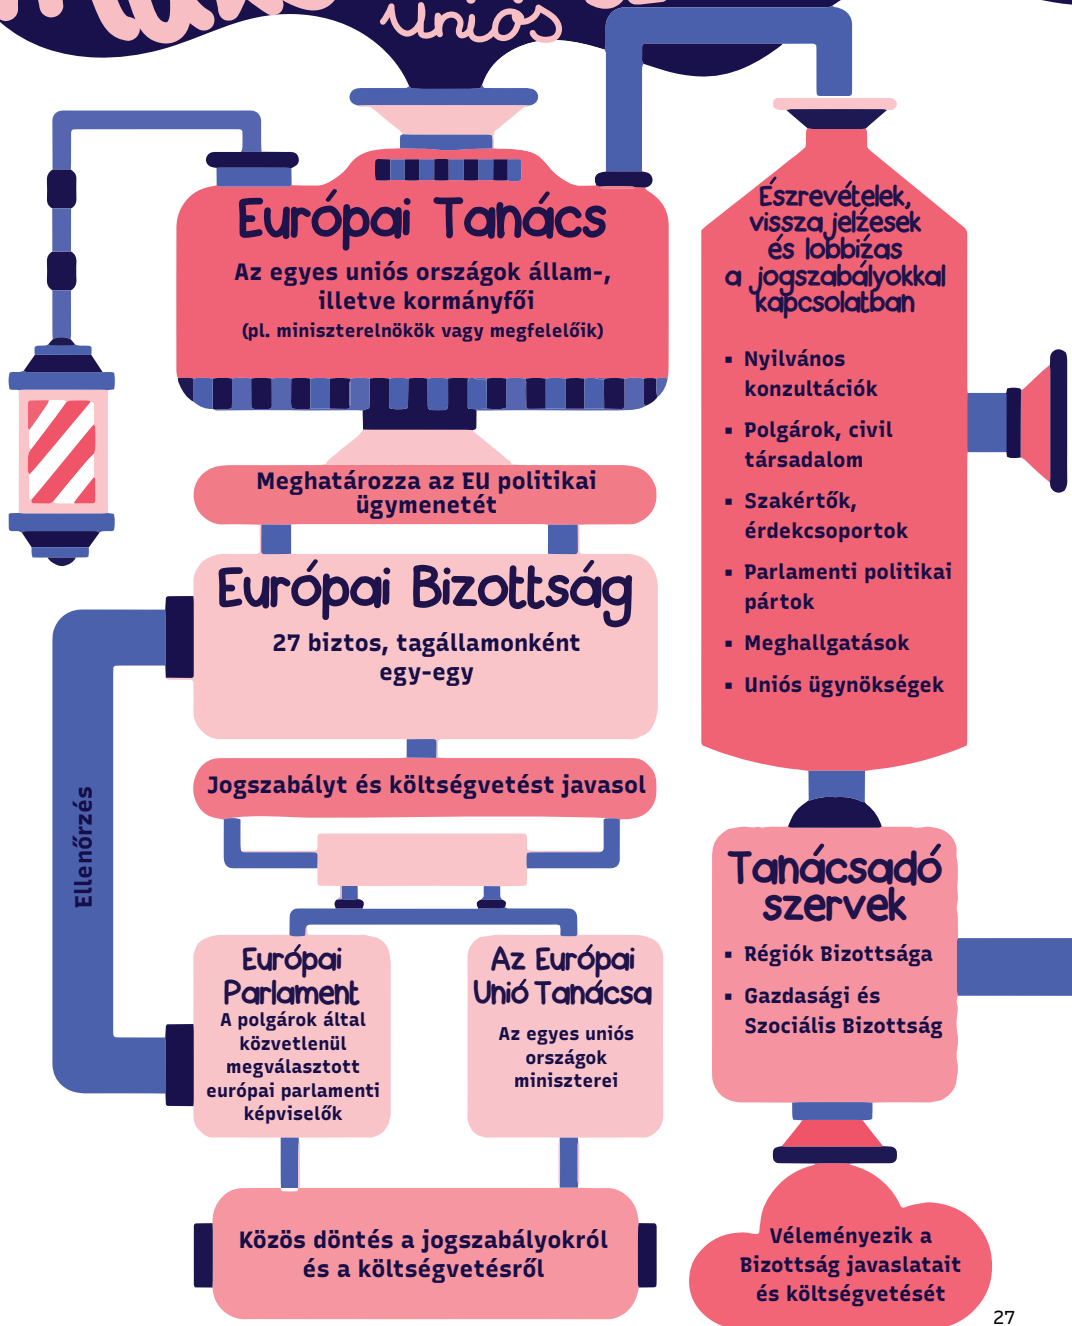 uniós
Európai Tanács
Az egyes uniós országok állam-,
illetve kormányfői
(pl. miniszterelnökök vagy megfelelőik)
Meghatározza az EU politikai
ügymenetét
Európai Bizottság
27 biztos, tagállamonként
egy-egy
Jogszabályt és költségvetést javasol
Ellenőrzés
Európai
Parlament
A polgárok által
közvetlenül
megválasztott
európai parlamenti
képviselők
Az Európai
Unió Tanácsa
Az egyes uniós
országok
miniszterei
Közös döntés a jogszabályokról
és a költségvetésről
Észrevételek,
vissza jelzések
és lobbizás
a jogszabályokkal
kapcsolatban
▪ Nyilvános
konzultációk
▪ Polgárok, civil
társadalom
▪ Szakértők,
érdekcsoportok
▪ Parlamenti politikai
pártok
▪ Meghallgatások
▪ Uniós ügynökségek
Tanácsadó
szervek
▪ Régiók Bizottsága
▪ Gazdasági és
Szociális Bizottság
Véleményezik a
Bizottság javaslatait
és költségvetését
27